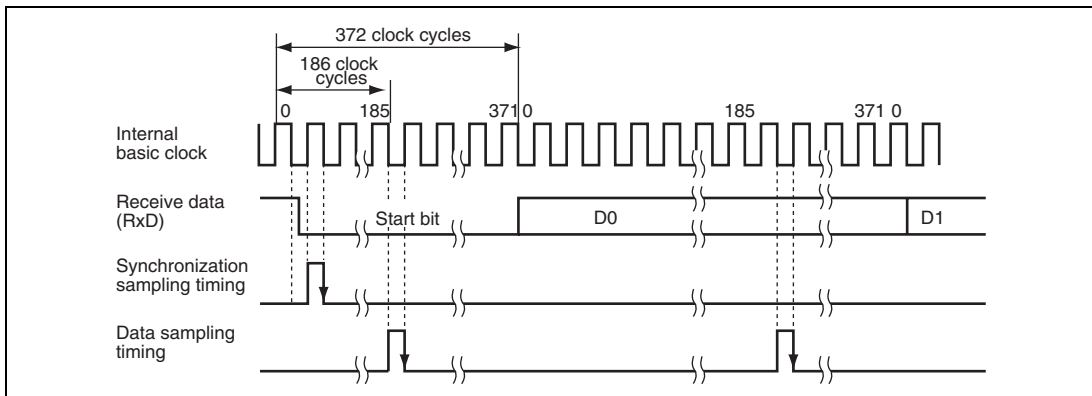 372 clock cycles
186 clock
cycles
0 185 371 0 185 371 0
Internal
basic clock
Receive data
(RxD)
Start bit D0 D1
Synchronization
sampling timing
Data sampling
timing